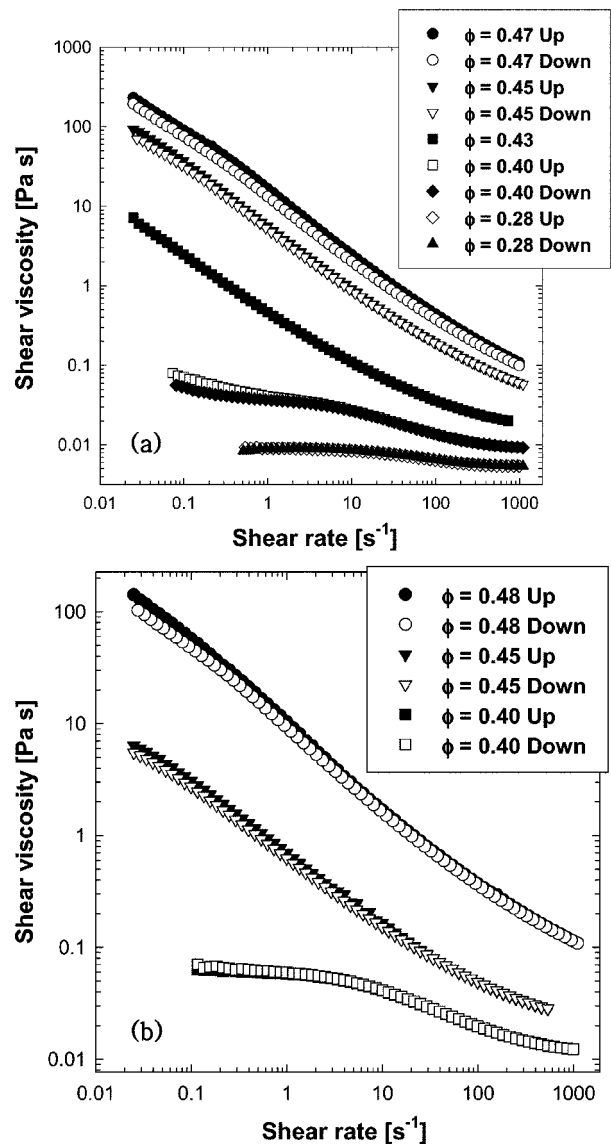 1000
100
10
1
0.1
0.01
Shear viscosity [Pa s]
(a)
φ = 0.47 Up
φ = 0.47 Down
φ = 0.45 Up
φ = 0.45 Down
φ = 0.43
φ = 0.40 Up
φ = 0.40 Down
φ = 0.28 Up
φ = 0.28 Down
0.01 0.1 1 10 100 1000
Shear rate [s⁻¹]
100
10
1
0.1
0.01
Shear viscosity [Pa s]
(b)
φ = 0.48 Up
φ = 0.48 Down
φ = 0.45 Up
φ = 0.45 Down
φ = 0.40 Up
φ = 0.40 Down
0.01 0.1 1 10 100 1000
Shear rate [s⁻¹]